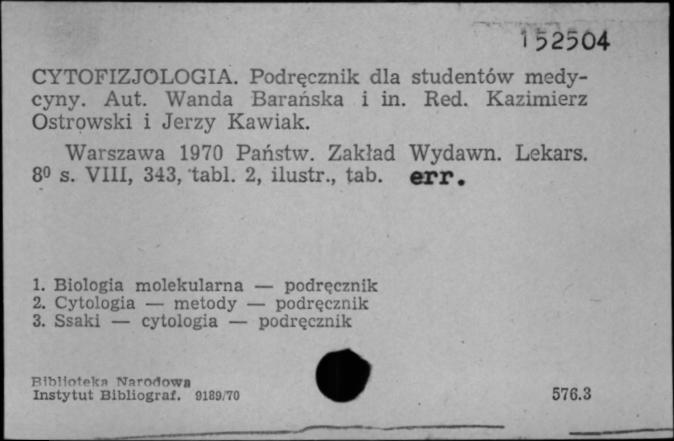 152504
CYTOFIZJOLOGIA. Podręcznik dla studentów medy-
cyny. Aut. Wanda Barańska i in. Red. Kazimierz
Ostrowski i Jerzy Kawiak.
Warszawa 1970 Państw. Zakład Wydawn. Lekars.
8⁰ s. VIII, 343, tabl. 2, ilustr., tab. err.
1. Biologia molekularna — podręcznik
2. Cytologia — metody — podręcznik
3. Ssaki — cytologia — podręcznik
Biblioteka Narodowa
Instytut Bibliograf. 9189/70 576.3